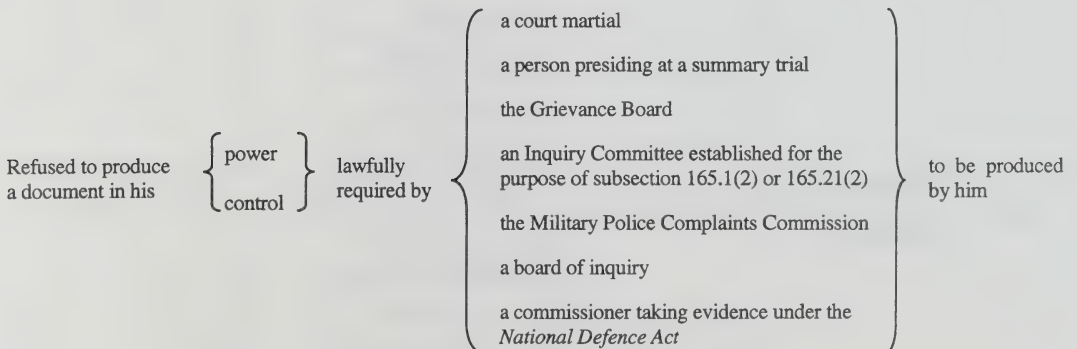 Refused to produce
a document in his
power
control
lawfully
required by
a court martial
a person presiding at a summary trial
the Grievance Board
an Inquiry Committee established for the
purpose of subsection 165.1(2) or 165.21(2)
the Military Police Complaints Commission
a board of inquiry
a commissioner taking evidence under the
National Defence Act
to be produced
by him